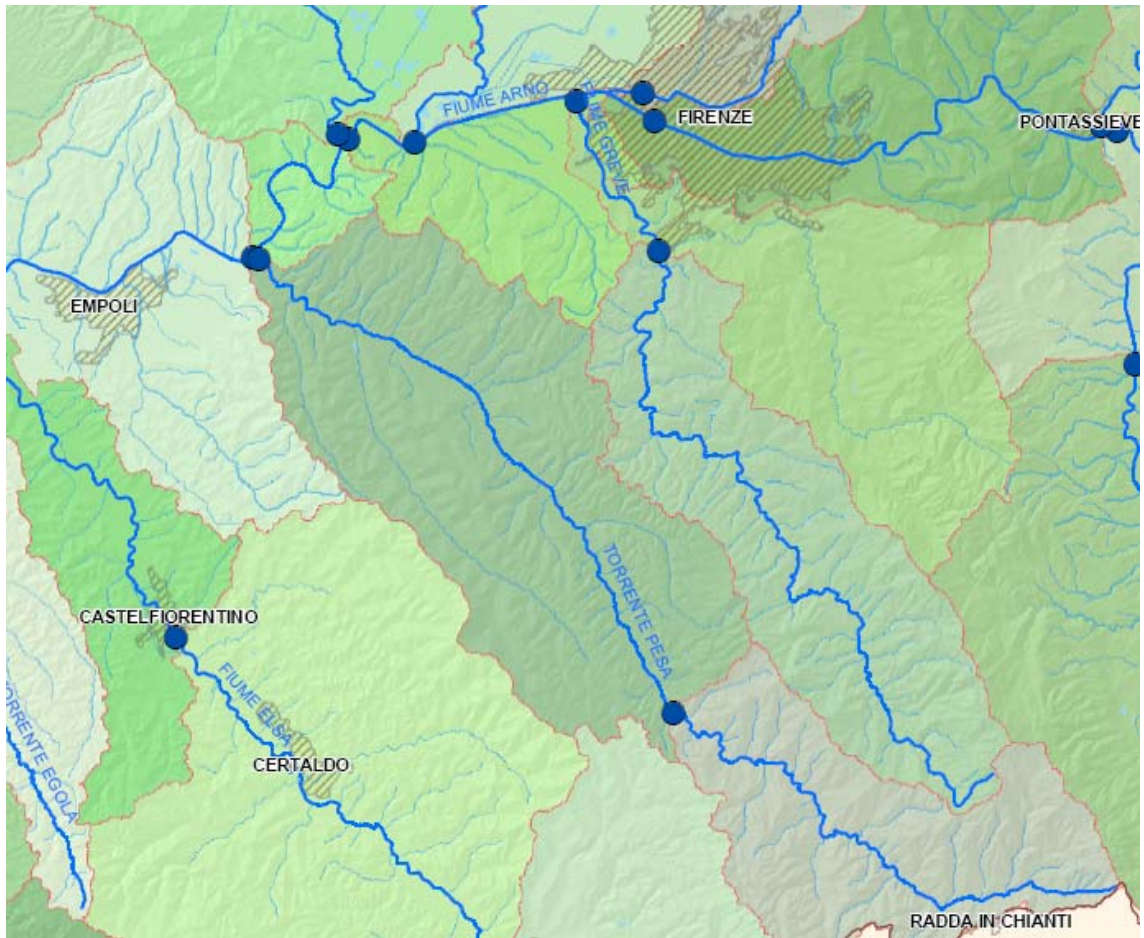 FIUME ARNO
FIUME GREVE
FIRENZE
PONTASSIEVE
EMPOLI
TORRENTE PESA
CASTELFIORENTINO
FIUME ELSA
CERTALDO
TORRENTE EGOLA
RADDA IN CHIANTI